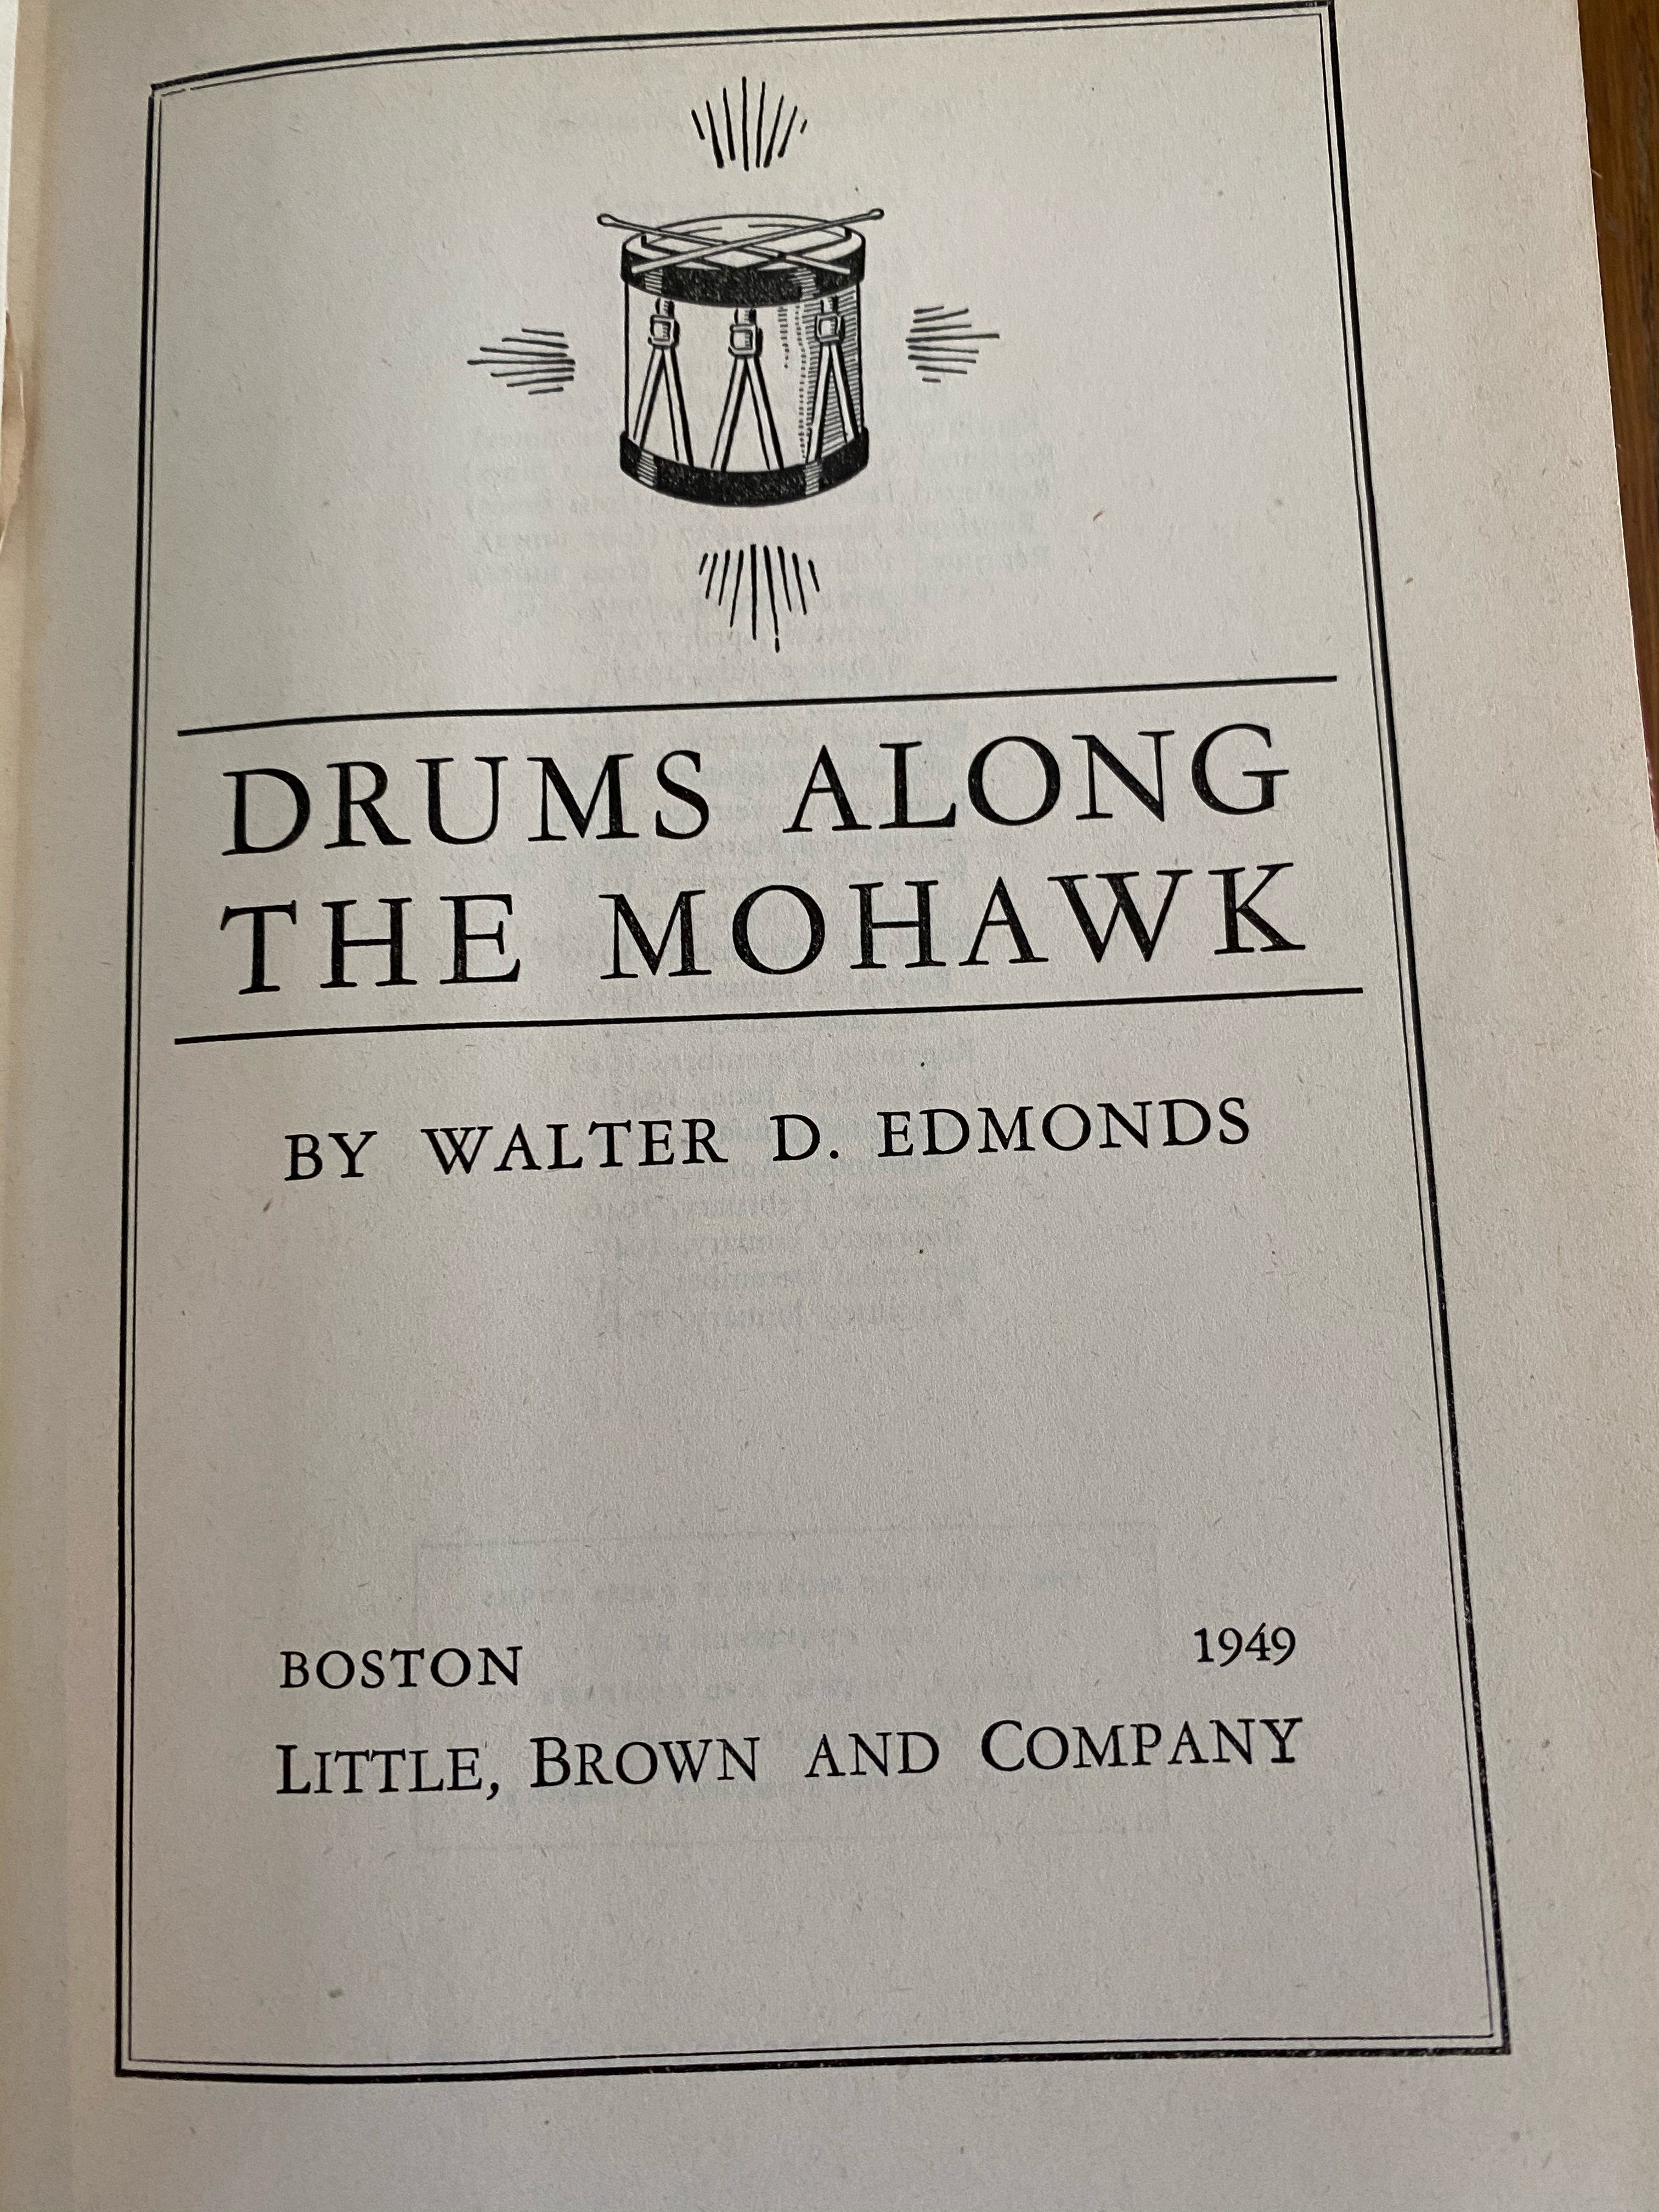 DRUMS ALONG
THE MOHAWK
BY WALTER D. EDMONDS
BOSTON 1949
LITTLE, BROWN AND COMPANY